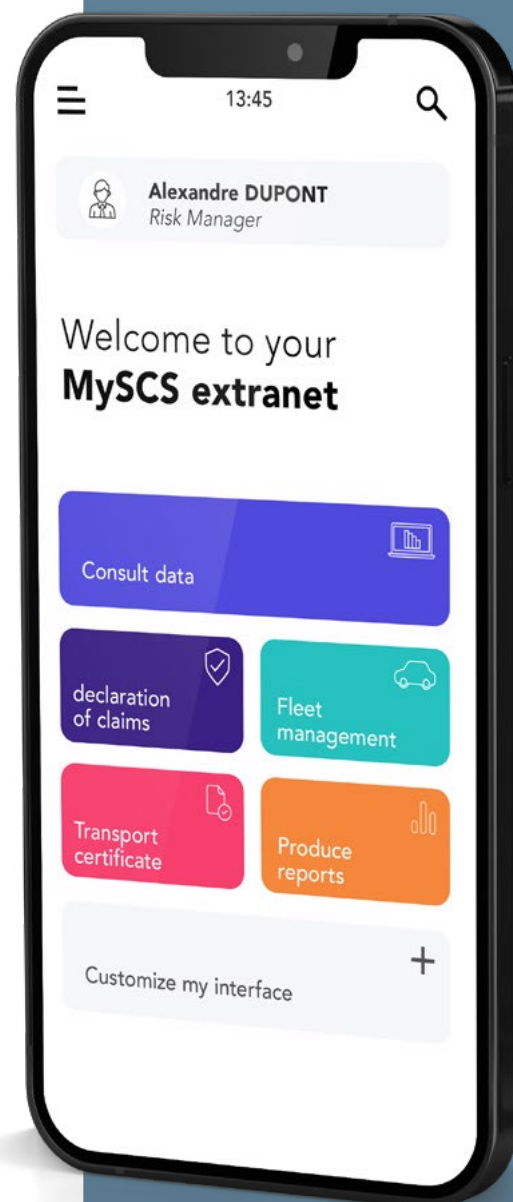 13:45
Alexandre DUPONT
Risk Manager
Welcome to your
MySCS extranet
Consult data
declaration
of claims
Fleet
management
Transport
certificate
Produce
reports
Customize my interface